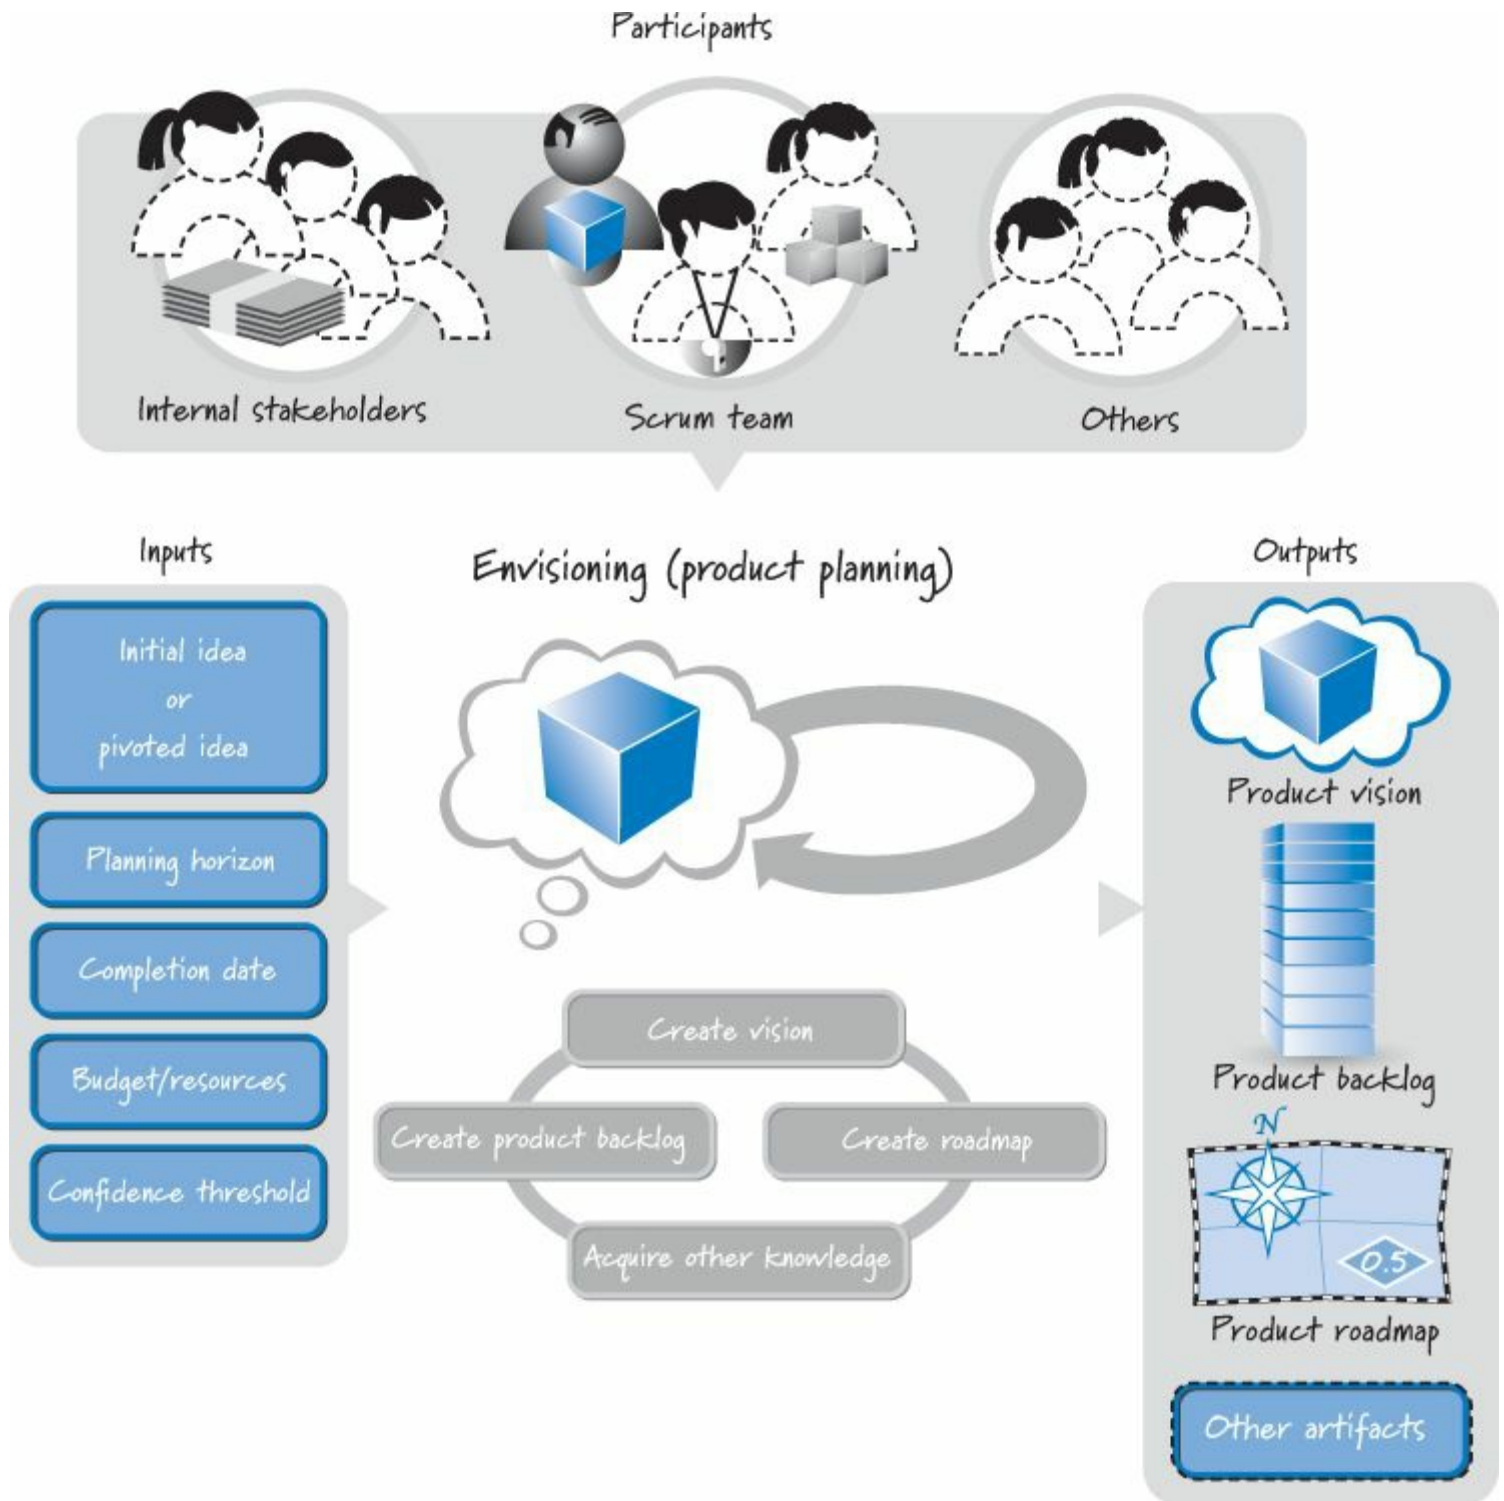 Participants
Internal stakeholders
Scrum team
Others
Inputs
Envisioning (product planning)
Outputs
Initial idea
or
pivoted idea
Planning horizon
Completion date
Budget/resources
Confidence threshold
Create vision
Create product backlog
Create roadmap
Acquire other knowledge
Product vision
Product backlog
N
0.5
Product roadmap
Other artifacts